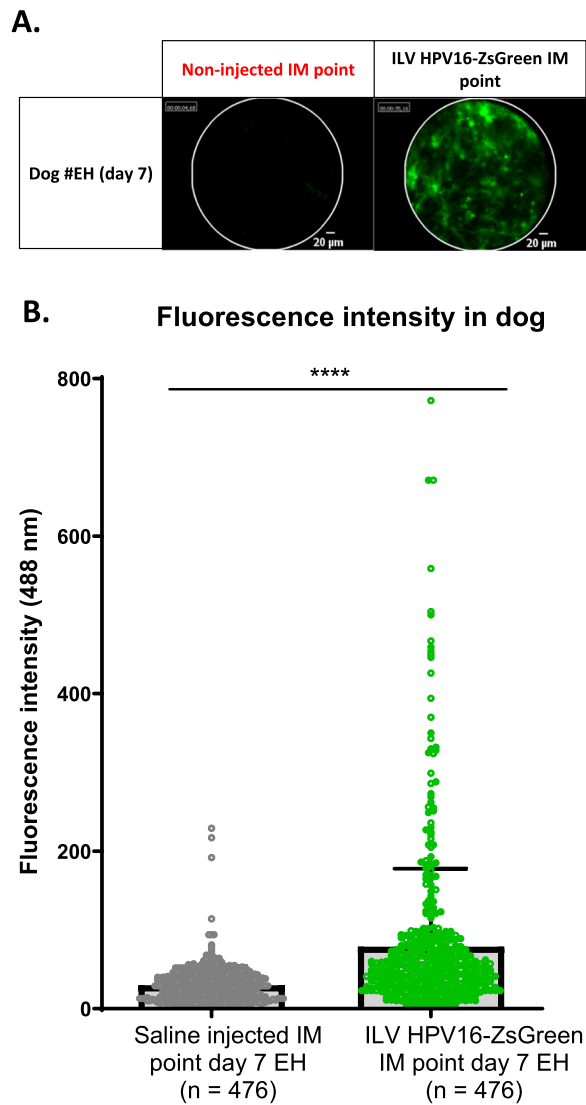 A.
Non-injected IM point
ILV HPV16-ZsGreen IM
point
Dog #EH (day 7)
20 µm
20 µm
B.
Fluorescence intensity in dog
Fluorescence intensity (488 nm)
800
600
400
200
0
****
Saline injected IM
point day 7 EH
(n = 476)
ILV HPV16-ZsGreen
IM point day 7 EH
(n = 476)